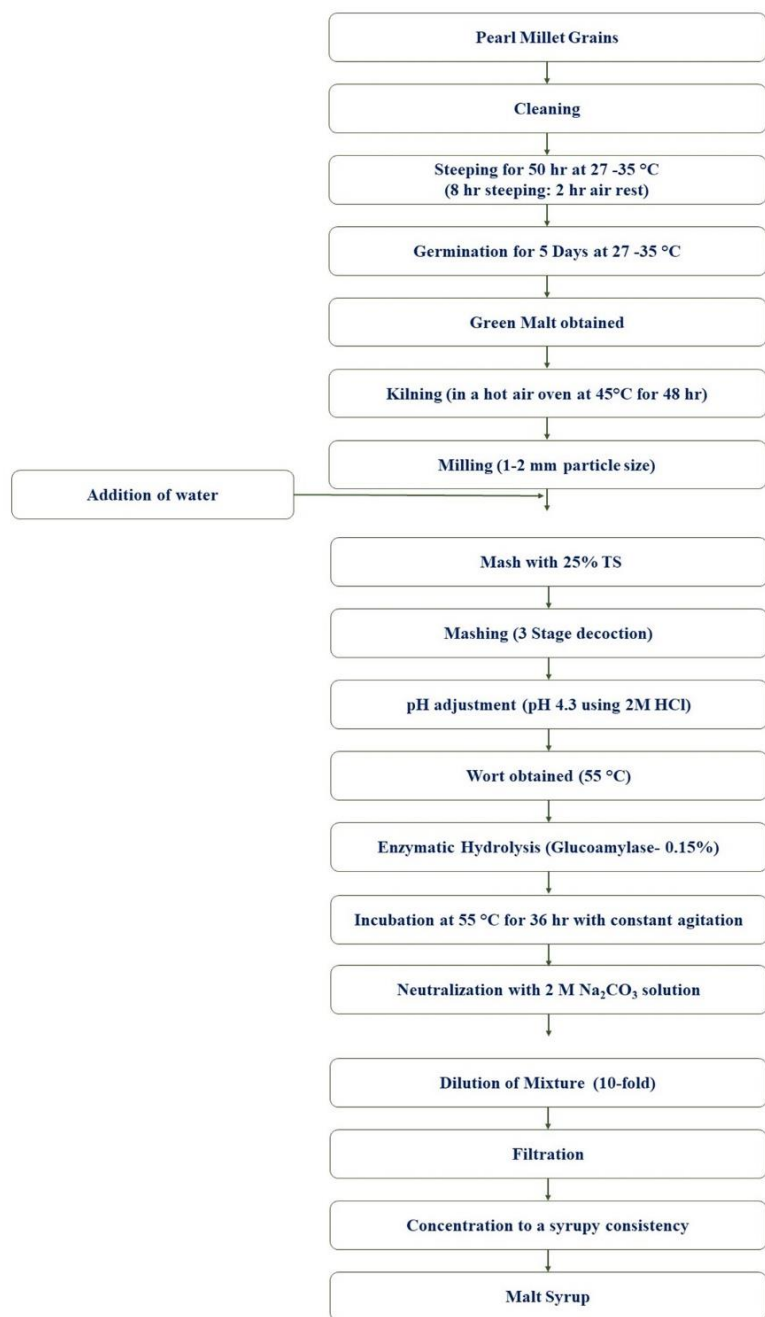 Pearl Millet Grains
Cleaning
Steeping for 50 hr at 27 -35 °C
(8 hr steeping: 2 hr air rest)
Germination for 5 Days at 27 -35 °C
Green Malt obtained
Kilning (in a hot air oven at 45°C for 48 hr)
Milling (1-2 mm particle size)
Addition of water
Mash with 25% TS
Mashing (3 Stage decoction)
pH adjustment (pH 4.3 using 2M HCl)
Wort obtained (55 °C)
Enzymatic Hydrolysis (Glucoamylase- 0.15%)
Incubation at 55 °C for 36 hr with constant agitation
Neutralization with 2 M Na₂CO₃ solution
Dilution of Mixture (10-fold)
Filtration
Concentration to a syrupy consistency
Malt Syrup